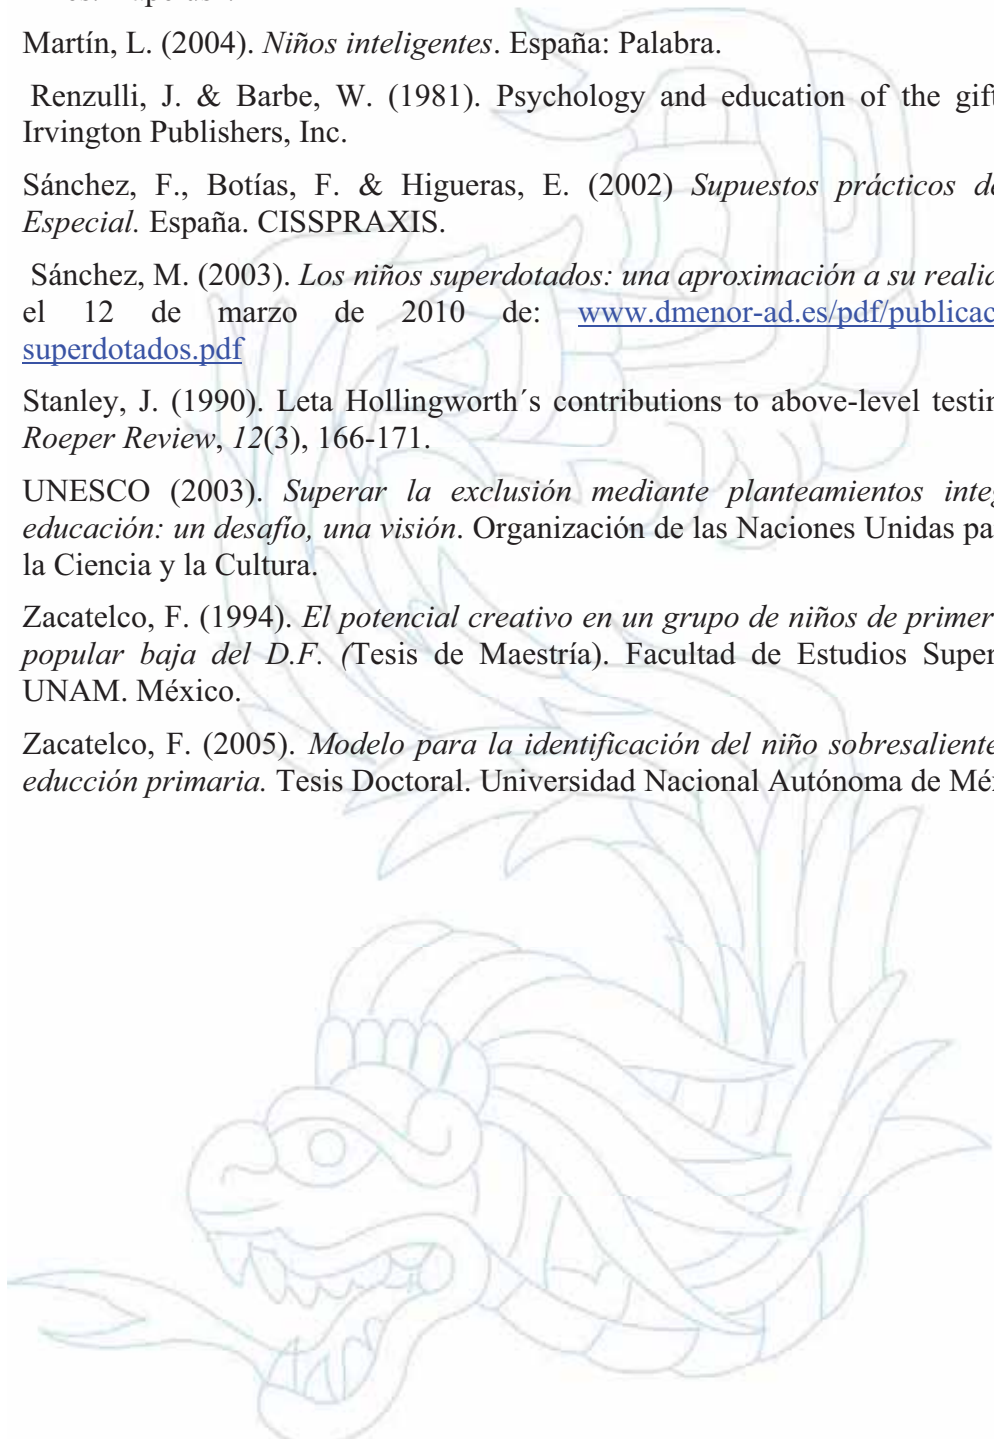 Martín, L. (2004). Niños inteligentes. España: Palabra.
Renzulli, J. & Barbe, W. (1981). Psychology and education of the gift
Irvington Publishers, Inc.
Sánchez, F., Botías, F. & Higueras, E. (2002) Supuestos prácticos de
Especial. España. CISSPRAXIS.
Sánchez, M. (2003). Los niños superdotados: una aproximación a su realid
el 12 de marzo de 2010 de: www.dmenor-ad.es/pdf/publicac
superdotados.pdf
Stanley, J. (1990). Leta Hollingworth´s contributions to above-level testin
Roeper Review, 12(3), 166-171.
UNESCO (2003). Superar la exclusión mediante planteamientos integ
educación: un desafío, una visión. Organización de las Naciones Unidas pa
la Ciencia y la Cultura.
Zacatelco, F. (1994). El potencial creativo en un grupo de niños de primer
popular baja del D.F. (Tesis de Maestría). Facultad de Estudios Super
UNAM. México.
Zacatelco, F. (2005). Modelo para la identificación del niño sobresaliente
educción primaria. Tesis Doctoral. Universidad Nacional Autónoma de Mé